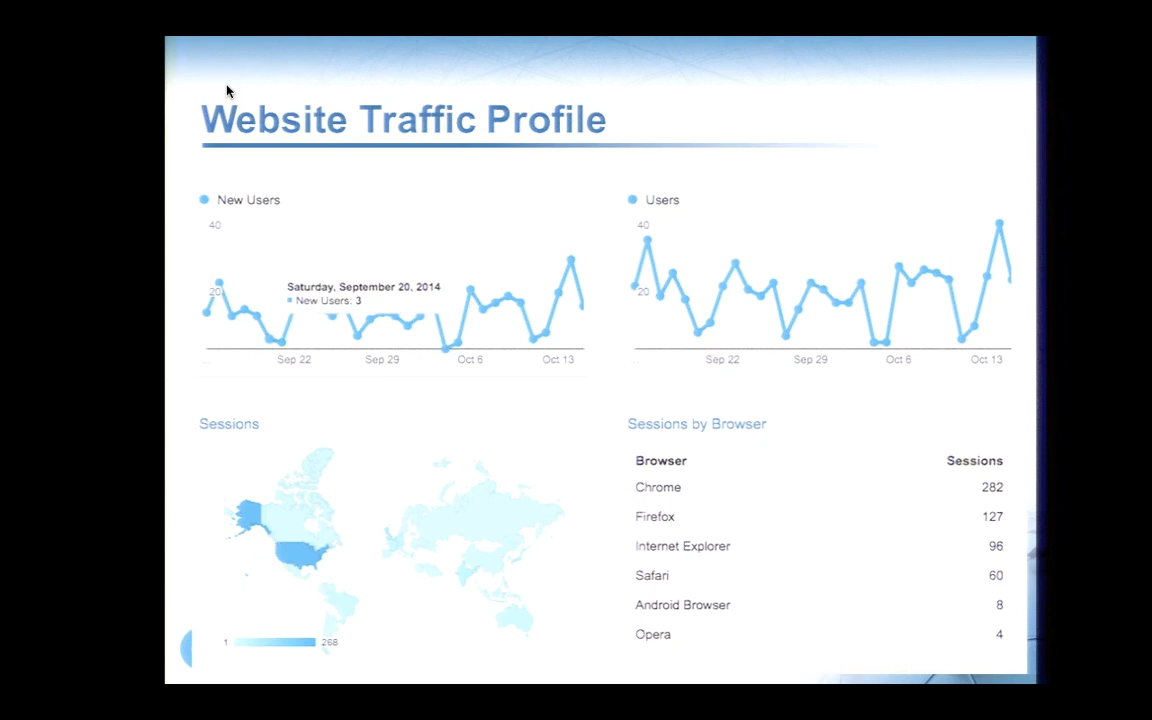 Website Traffic Profile
New Users
40
20
Saturday, September 20, 2014
New Users: 3
...
Sep 22
Sep 29
Oct 6
Oct 13
Users
40
20
...
Sep 22
Sep 29
Oct 6
Oct 13
Sessions
1
268
Sessions by Browser
Browser Sessions
Chrome 282
Firefox 127
Internet Explorer 96
Safari 60
Android Browser 8
Opera 4